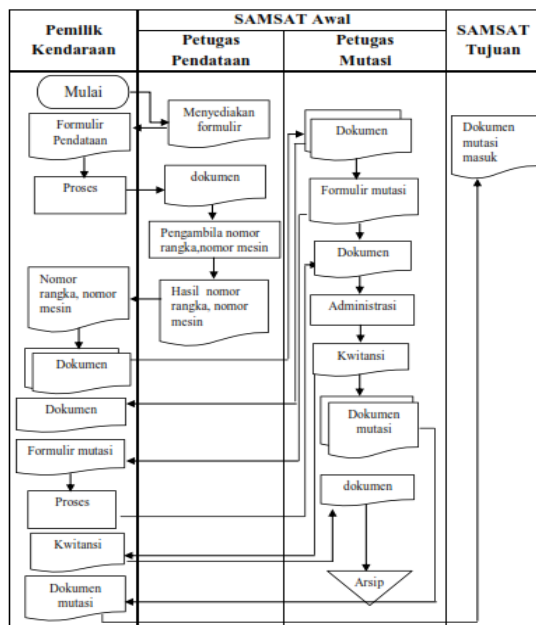 Pemilik
Kendaraan
SAMSAT Awal
Petugas
Pendataan
Petugas
Mutasi
SAMSAT
Tujuan
Mulai
Formulir
Pendataan
Proses
Nomor
rangka, nomor
mesin
Dokumen
Dokumen
Formulir mutasi
Proses
Kwitansi
Dokumen
mutasi
Menyediakan
formulir
dokumen
Pengambila nomor
rangka,nomor mesin
Hasil nomor
rangka, nomor
mesin
Dokumen
Formulir mutasi
Dokumen
Administrasi
Kwitansi
Dokumen
mutasi
dokumen
Arsip
Dokumen
mutasi
masuk